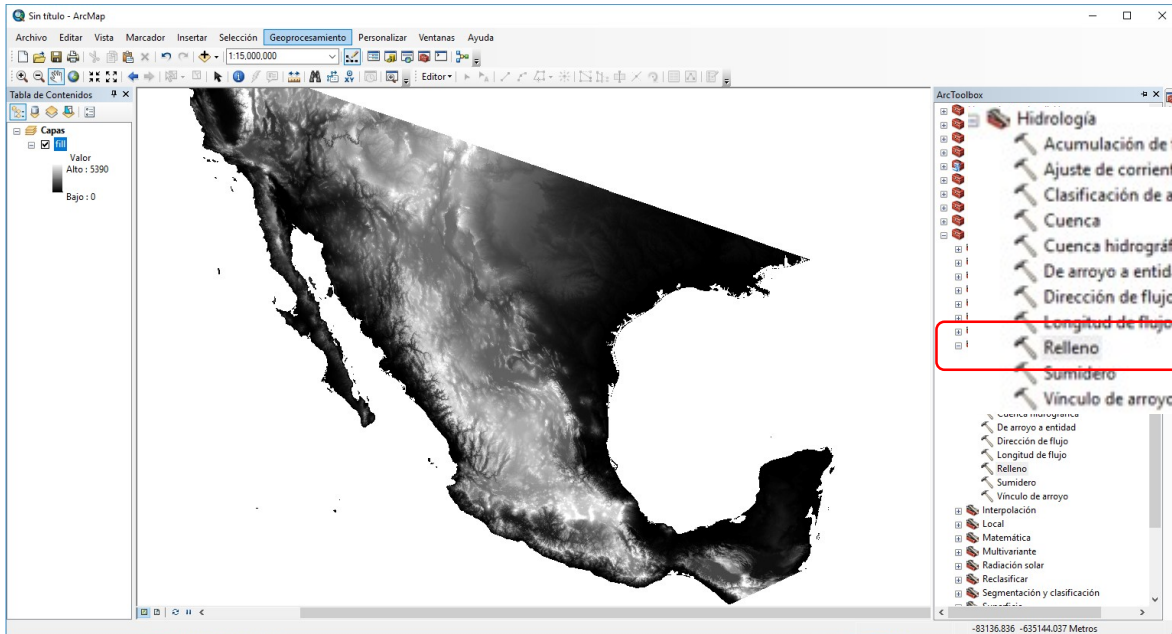 Sin título - ArcMap
Archivo Editar Vista Marcador Insertar Selección Geoprocesamiento Personalizar Ventanas Ayuda
1:15,000,000
Editor
Tabla de Contenidos
Capas
fill
Valor
Alto : 5390
Bajo : 0
ArcToolbox
Hidrología
Acumulación de
Ajuste de corrient
Clasificación de a
Cuenca
Cuenca hidrográf
De arroyo a entida
Dirección de flujo
Longitud de flujo
Relleno
Sumidero
Vínculo de arroyo
Cuenca hidrográfica
De arroyo a entidad
Dirección de flujo
Longitud de flujo
Relleno
Sumidero
Vínculo de arroyo
Interpolación
Local
Matemática
Multivariante
Radiación solar
Reclasificar
Segmentación y clasificación
Superficie
-83136.836 -635144.037 Metros